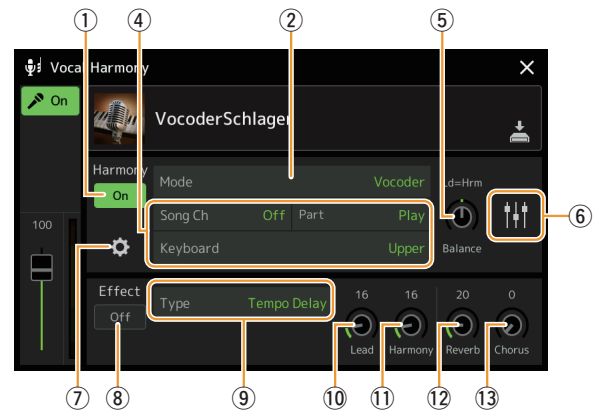 ① ④ ② ⑤
Vocal Harmony
On
VocoderSchlager
Harmony
On
Mode Vocoder
Ld=Hrm
Song Ch Off Part Play
Keyboard Upper
Balance
⑥
100
Effect
Off
Type Tempo Delay
16 16 20 0
Lead Harmony Reverb Chorus
⑦ ⑧ ⑨ ⑩ ⑪ ⑫ ⑬